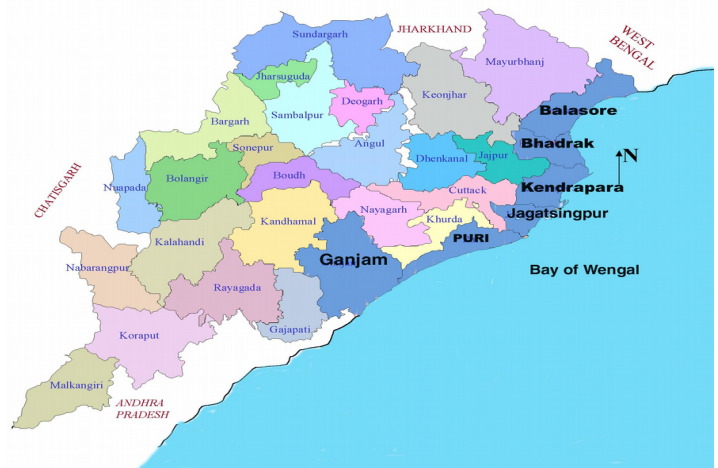 Sundargarh
JHARKHAND
WEST
BENGAL
Mayurbhanj
Jharsuguda
Keonjhar
Deogarh
Balasore
Sambalpur
Bargarh
Bhadrak
Angul
Sonepur
Dhenkanal
Jajpur
N
Bolangir
Boudh
Nuapada
CHATISGARH
Cuttack
Kendrapara
Nayagarh
Jagatsingpur
Kandhamal
Khurda
PURI
Kalahandi
Ganjam
Nabarangpur
Bay of Wengal
Rayagada
Gajapati
Koraput
Malkangiri
ANDHRA
PRADESH